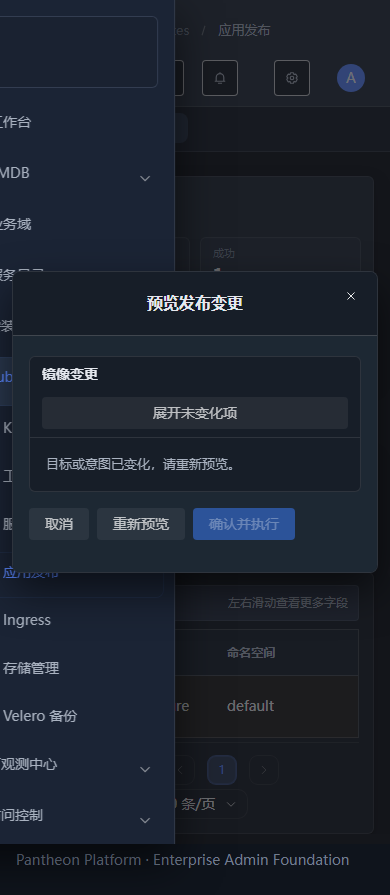 / 应用发布
A
工作台
MDB
业务域
成功
预览发布变更
镜像变更
展开未变化项
目标或意图已变化，请重新预览。
取消 重新预览 确认并执行
应用发布
左右滑动查看更多字段
Ingress
命名空间
存储管理
re default
Velero 备份
观测中心
1
条/页
问控制
Pantheon Platform · Enterprise Admin Foundation